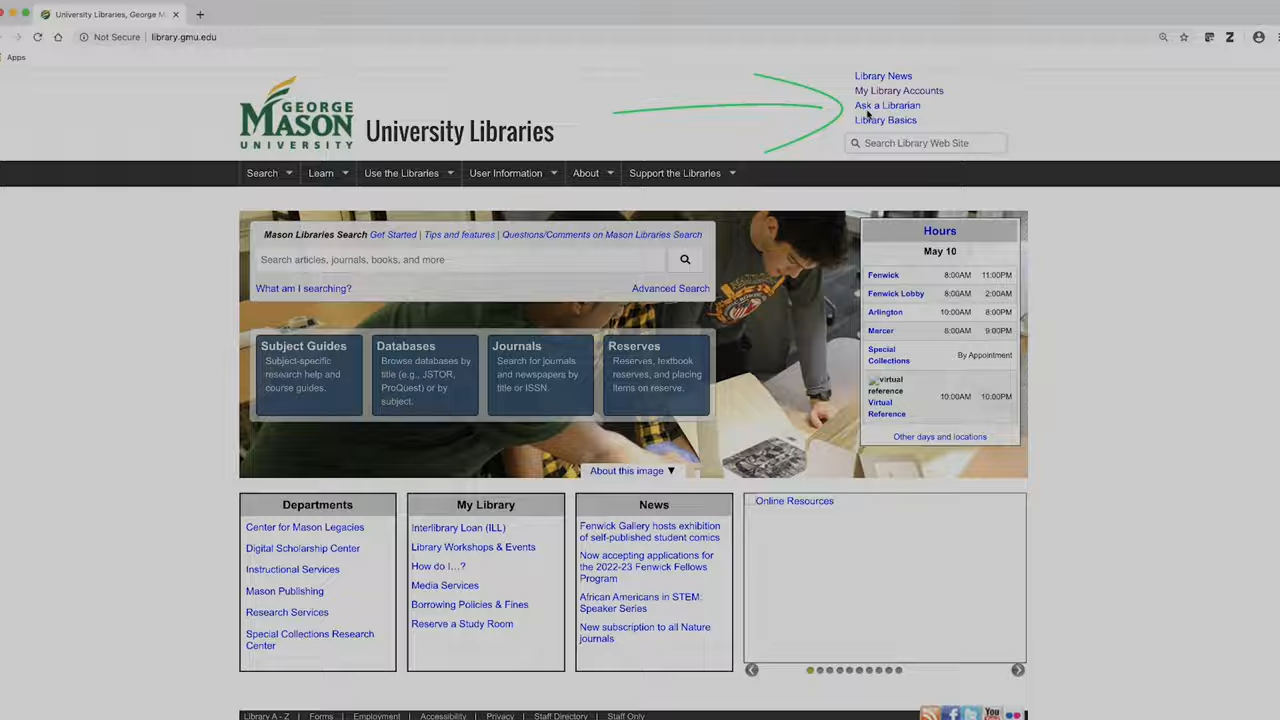 University Libraries, George M
Not Secure | library.gmu.edu
Apps
Library News
My Library Accounts
Ask a Librarian
Library Basics
Search Library Web Site
GEORGE
MASON
UNIVERSITY
University Libraries
Search Learn Use the Libraries User Information About Support the Libraries
Mason Libraries Search Get Started | Tips and features | Questions/Comments on Mason Libraries Search
Search articles, journals, books, and more
What am I searching? Advanced Search
Subject Guides
Subject-specific
research help and
course guides.
Databases
Browse databases by
title (e.g., JSTOR,
ProQuest) or by
subject.
Journals
Search for journals
and newspapers by
title or ISSN.
Reserves
Reserves, textbook
reserves, and placing
items on reserve.
About this image ▼
Hours
May 10
Fenwick 8:00AM 11:00PM
Fenwick Lobby 8:00AM 2:00AM
Arlington 10:00AM 8:00PM
Mercer 8:00AM 9:00PM
Special
Collections By Appointment
virtual
reference
Virtual
Reference 10:00AM 10:00PM
Other days and locations
Departments
Center for Mason Legacies
Digital Scholarship Center
Instructional Services
Mason Publishing
Research Services
Special Collections Research
Center
My Library
Interlibrary Loan (ILL)
Library Workshops & Events
How do I...?
Media Services
Borrowing Policies & Fines
Reserve a Study Room
News
Fenwick Gallery hosts exhibition
of self-published student comics
Now accepting applications for
the 2022-23 Fenwick Fellows
Program
African Americans in STEM:
Speaker Series
New subscription to all Nature
journals
Online Resources
Library A - Z | Forms | Employment | Accessibility | Privacy | Staff Directory | Staff Only
You